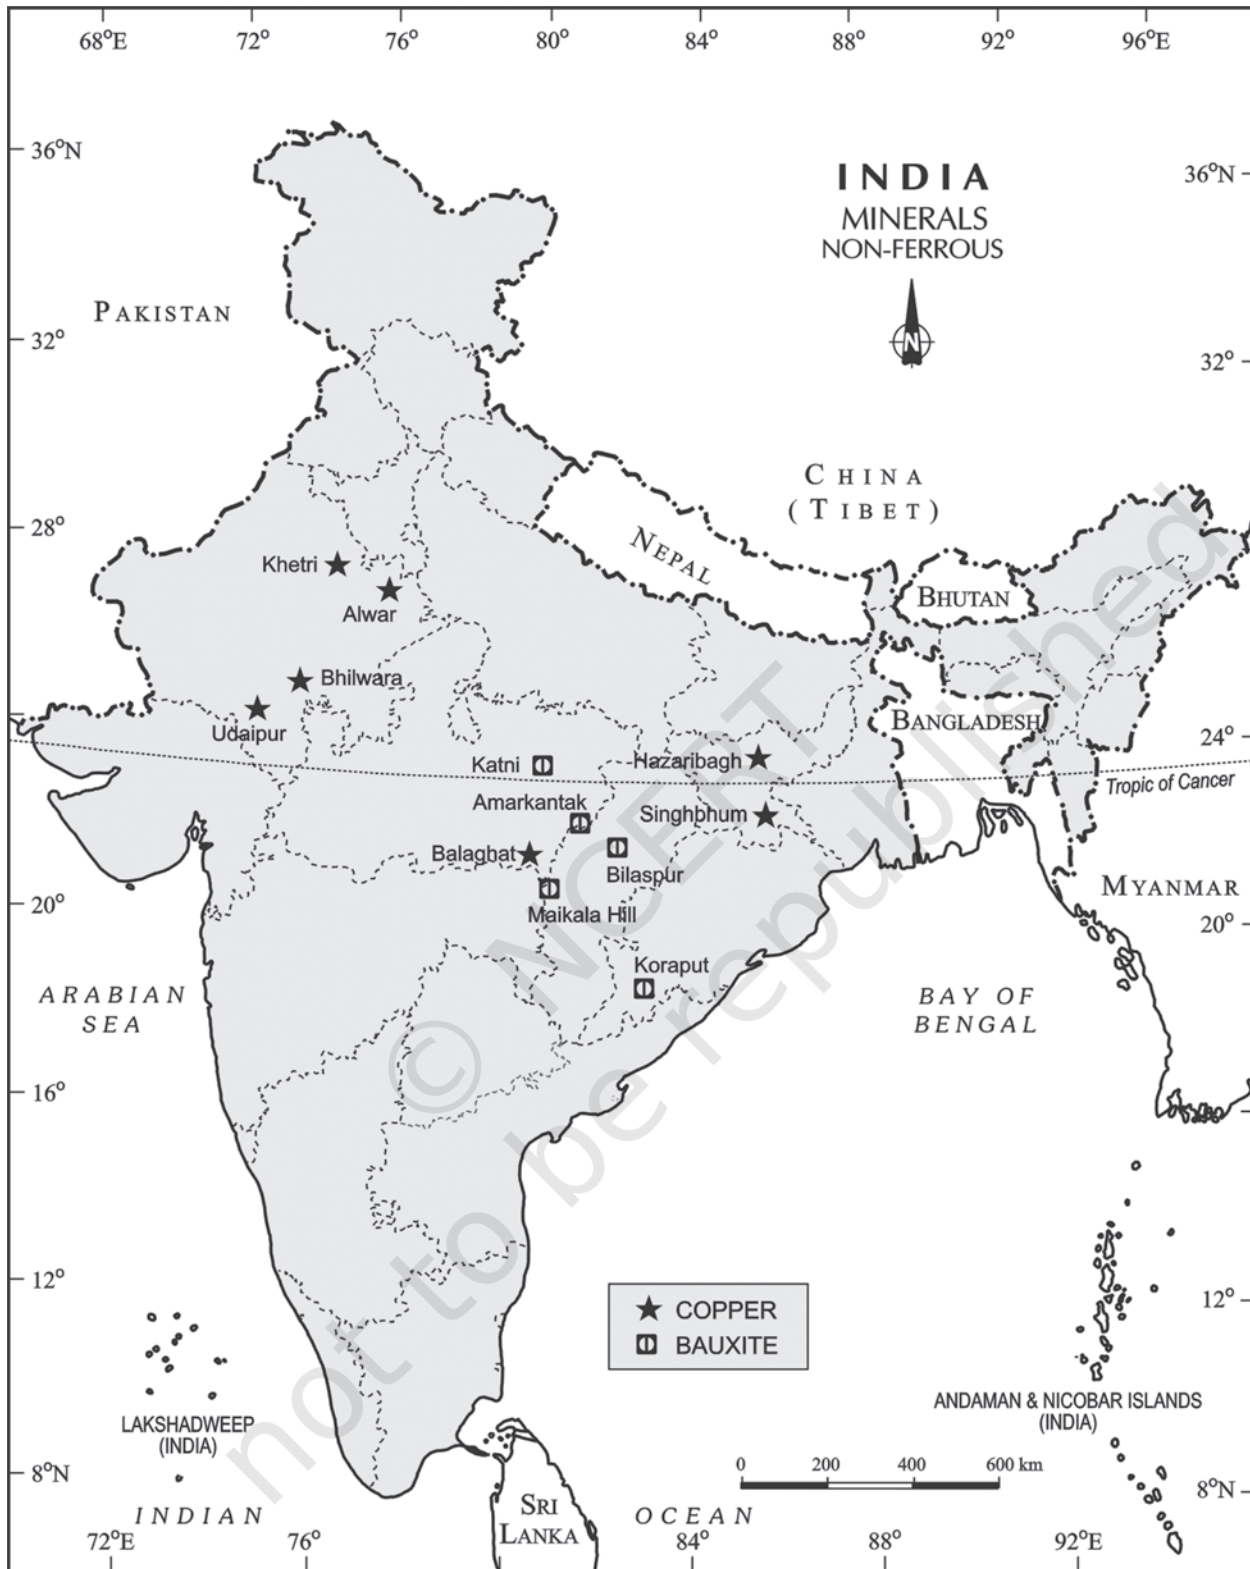 68°E 72° 76° 80° 84° 88° 92° 96°E
36°N
INDIA
MINERALS
NON-FERROUS
36°N
N
PAKISTAN
32°
32°
CHINA
(TIBET)
28°
NEPAL
Khetri
Alwar
BHUTAN
Bhilwara
Udaipur
BANGLADESH
24°
Katni
Hazaribagh
Tropic of Cancer
Amarkantak
Singhbhum
Balaghat
Bilaspur
MYANMAR
20°
Maikala Hill
20°
Koraput
ARABIAN
SEA
BAY OF
BENGAL
16°
12°
12°
COPPER
BAUXITE
LAKSHADWEEP
(INDIA)
ANDAMAN & NICOBAR ISLANDS
(INDIA)
0 200 400 600 km
8°N
8°N
INDIAN
SRI
LANKA
OCEAN
72°E 76° 84° 88° 92°E
© NCERT
not to be republished